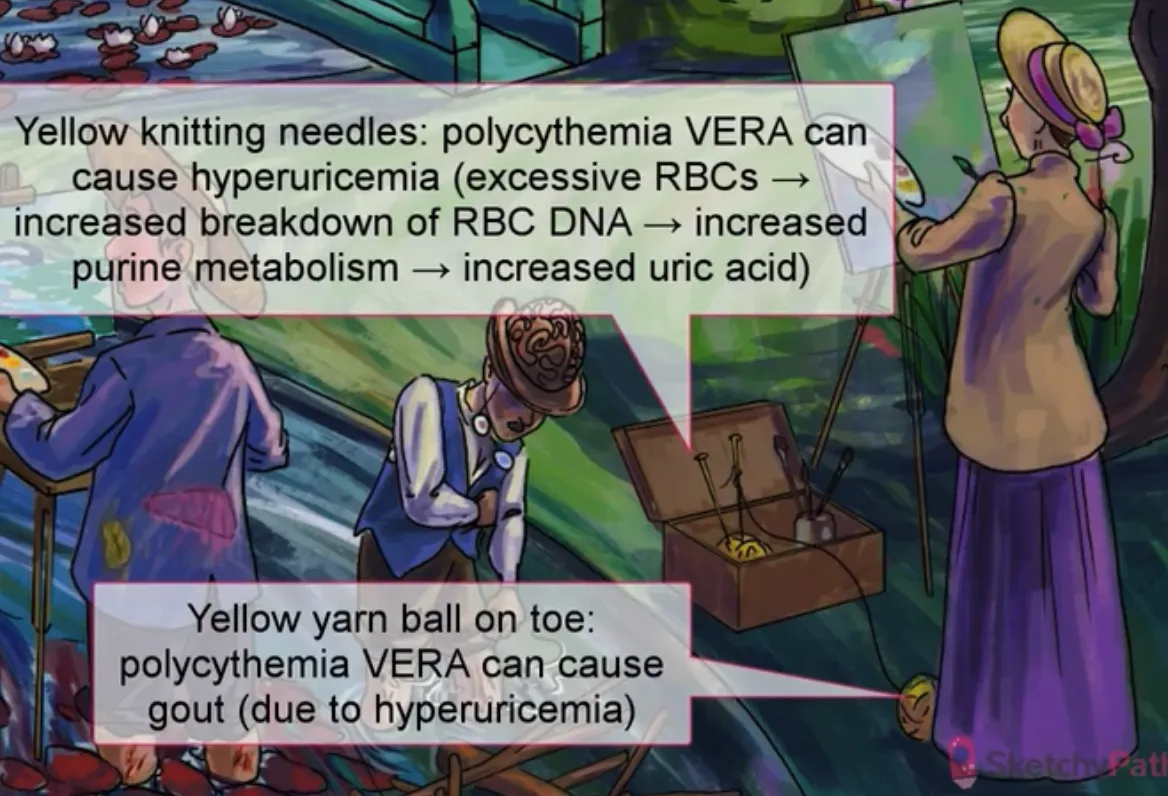 Yellow knitting needles: polycythemia VERA can
cause hyperuricemia (excessive RBCs →
increased breakdown of RBC DNA → increased
purine metabolism → increased uric acid)
Yellow yarn ball on toe:
polycythemia VERA can cause
gout (due to hyperuricemia)
SketchyPath